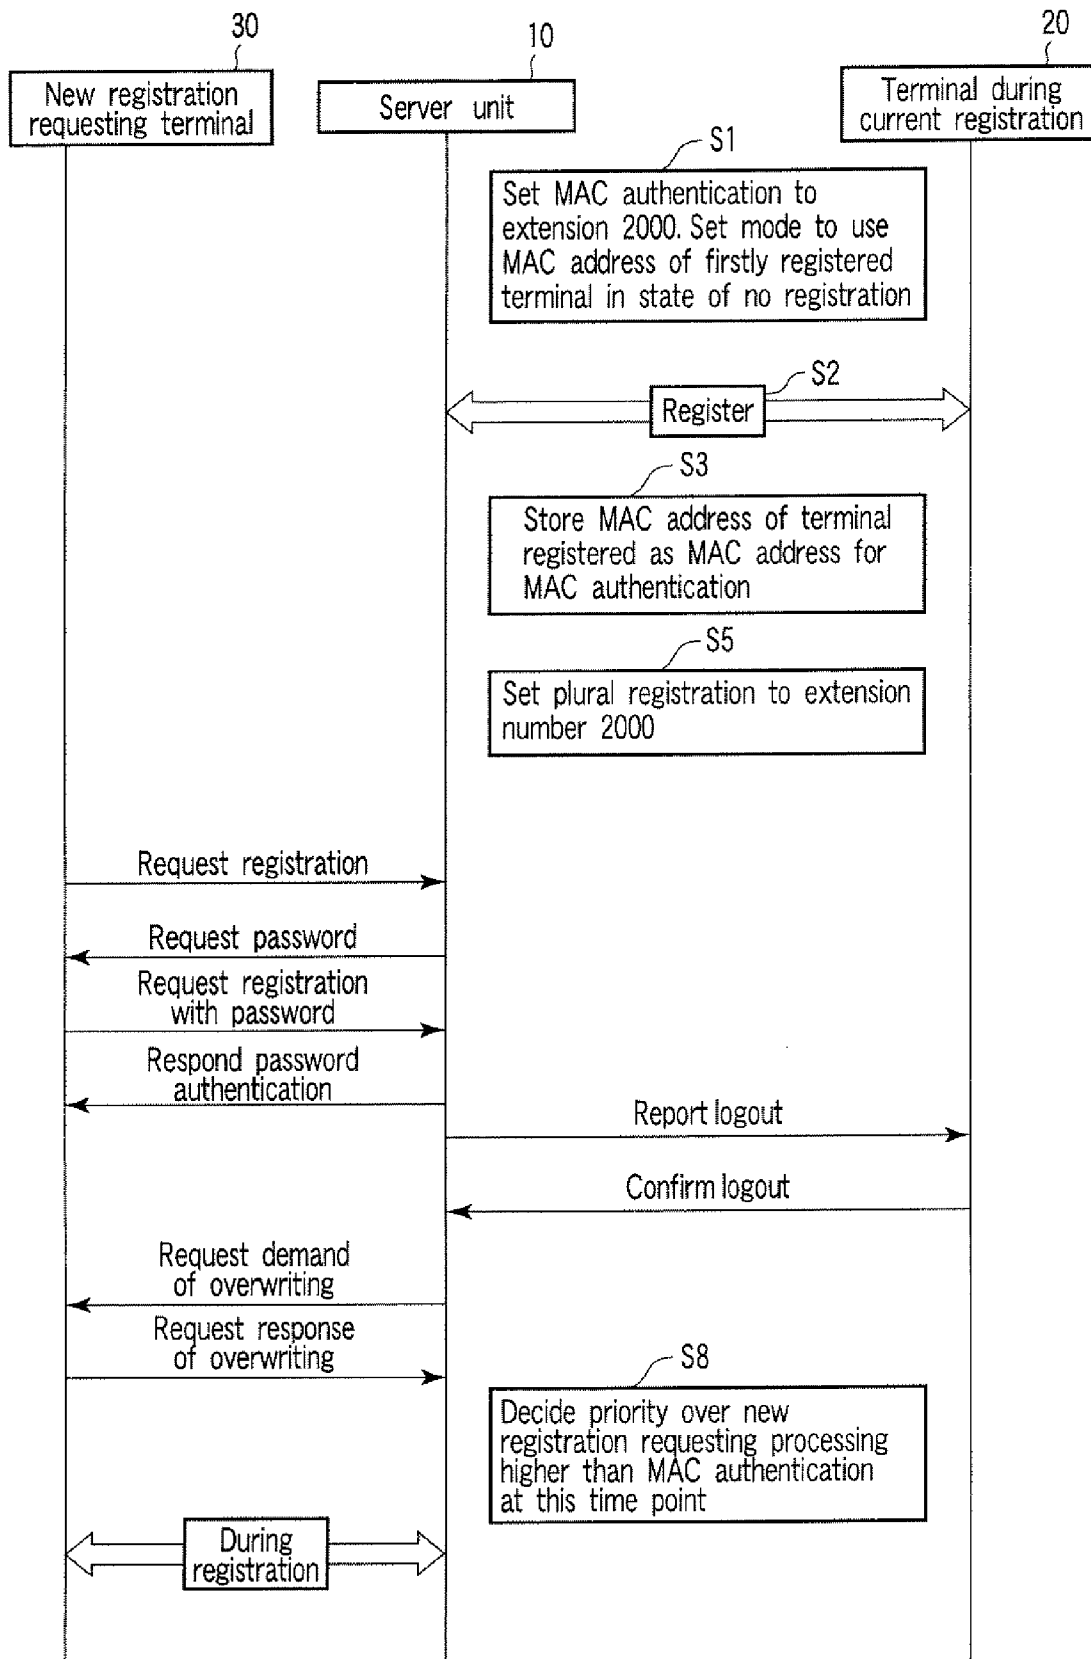 30
10
20
New registration
requesting terminal
Server unit
Terminal during
current registration
S1
Set MAC authentication to
extension 2000. Set mode to use
MAC address of firstly registered
terminal in state of no registration
S2
Register
S3
Store MAC address of terminal
registered as MAC address for
MAC authentication
S5
Set plural registration to extension
number 2000
Request registration
Request password
Request registration
with password
Respond password
authentication
Report logout
Confirm logout
Request demand
of overwriting
Request response
of overwriting
S8
Decide priority over new
registration requesting processing
higher than MAC authentication
at this time point
During
registration